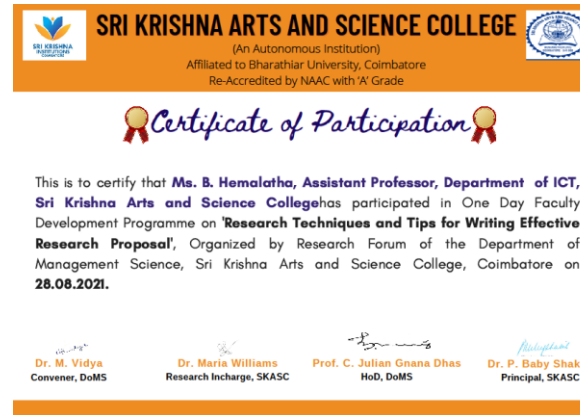 SRI KRISHNA ARTS AND SCIENCE COLLEGE
(An Autonomous Institution)
Affiliated to Bharathiar University, Coimbatore
Re-Accredited by NAAC with 'A' Grade
SRI KRISHNA
INSTITUTIONS
COIMBATORE
Certificate of Participation
This is to certify that Ms. B. Hemalatha, Assistant Professor, Department of ICT,
Sri Krishna Arts and Science Collegehas participated in One Day Faculty
Development Programme on 'Research Techniques and Tips for Writing Effective
Research Proposal', Organized by Research Forum of the Department of
Management Science, Sri Krishna Arts and Science College, Coimbatore on
28.08.2021.
Dr. M. Vidya
Convener, DoMS
Dr. Maria Williams
Research Incharge, SKASC
Prof. C. Julian Gnana Dhas
HoD, DoMS
Dr. P. Baby Shak
Principal, SKASC